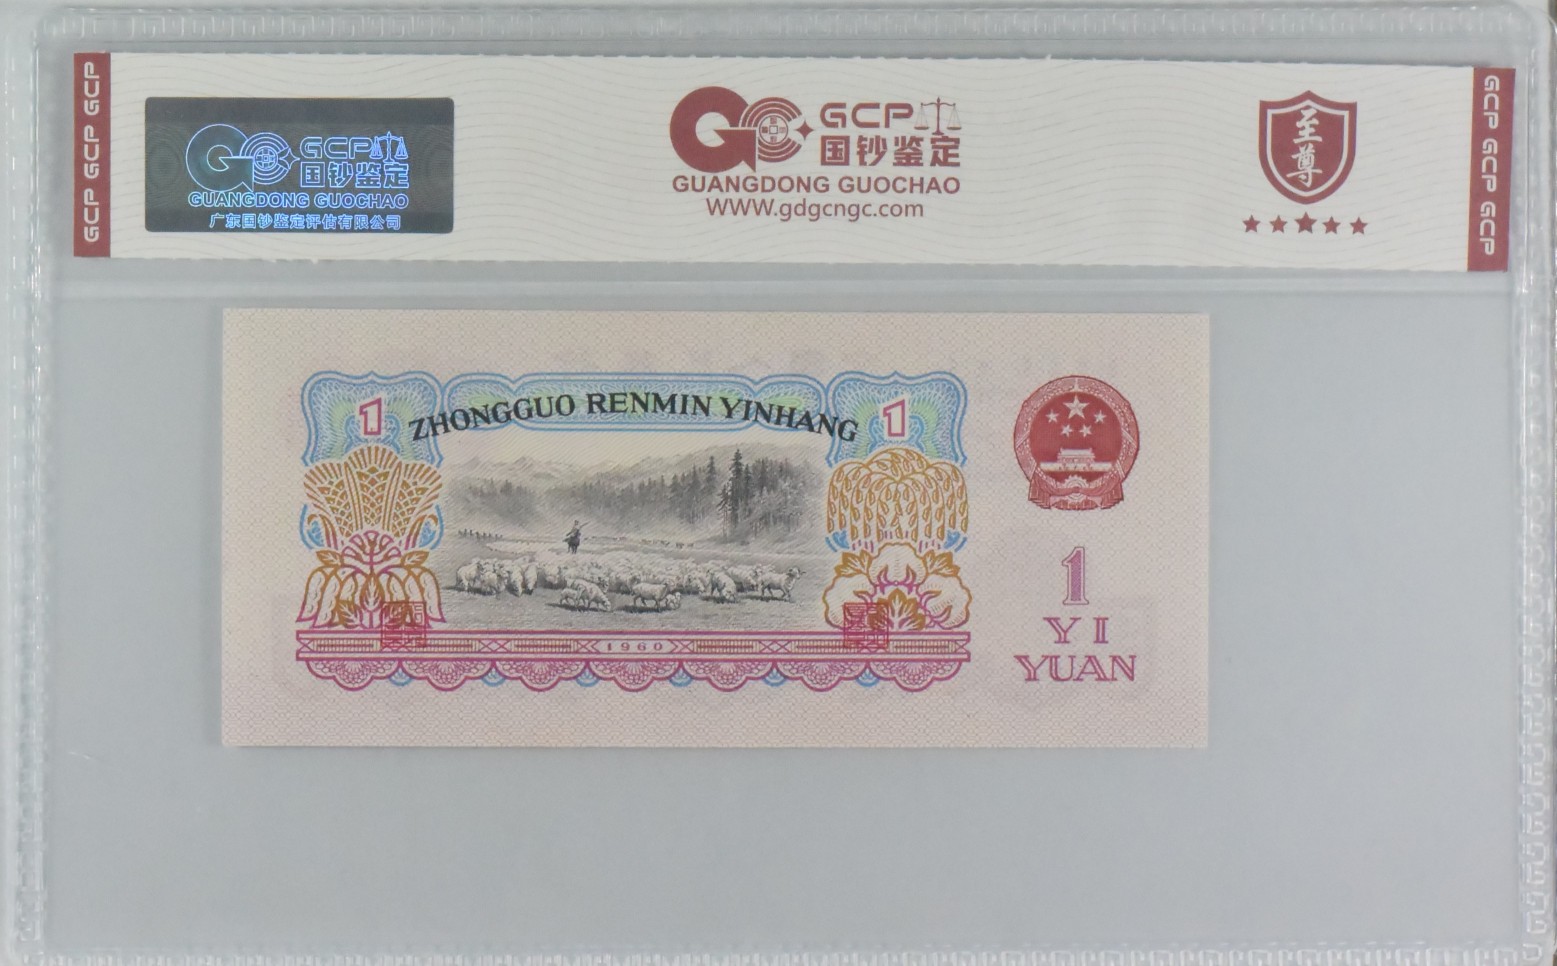 GCP GCP GCP
GCP
国钞鉴定
GUANGDONG GUOCHAO
广东国钞鉴定评估有限公司
GCP
国钞鉴定
GUANGDONG GUOCHAO
WWW.gdgcngc.com
至尊
GCP GCP GCP
1
ZHONGGUO RENMIN YINHANG
1
1960
1
YI
YUAN